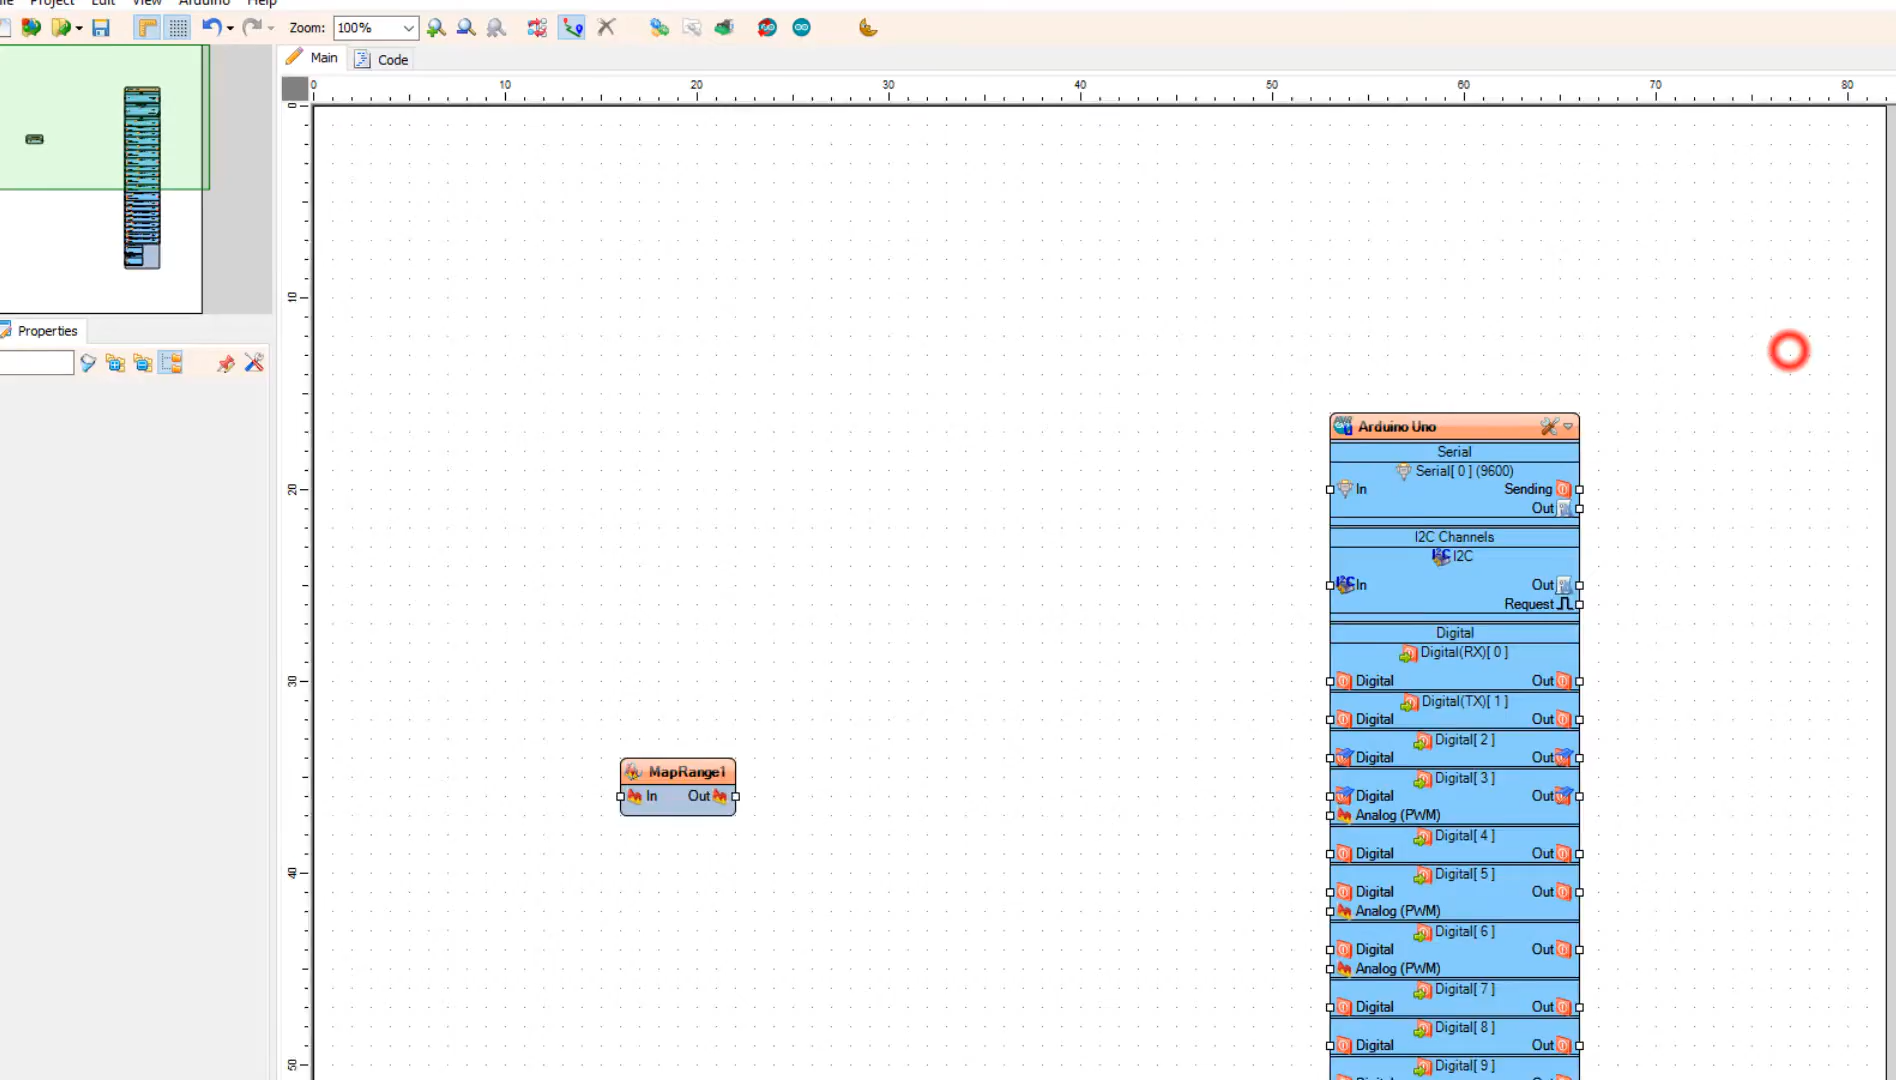 Project Edit View Arduino Help
Zoom: 100%
Main Code
0 10 20 30 40 50 60 70 80
0
10
20
30
40
50
Properties
MapRange1
In Out
Arduino Uno
Serial
Serial[ 0 ] (9600)
In Sending
Out
I2C Channels
I2C
In Out
Request
Digital
Digital(RX)[ 0 ]
Digital Out
Digital(TX)[ 1 ]
Digital Out
Digital[ 2 ]
Digital Out
Digital[ 3 ]
Digital Out
Analog (PWM)
Digital[ 4 ]
Digital Out
Digital[ 5 ]
Digital Out
Analog (PWM)
Digital[ 6 ]
Digital Out
Analog (PWM)
Digital[ 7 ]
Digital Out
Digital[ 8 ]
Digital Out
Digital[ 9 ]